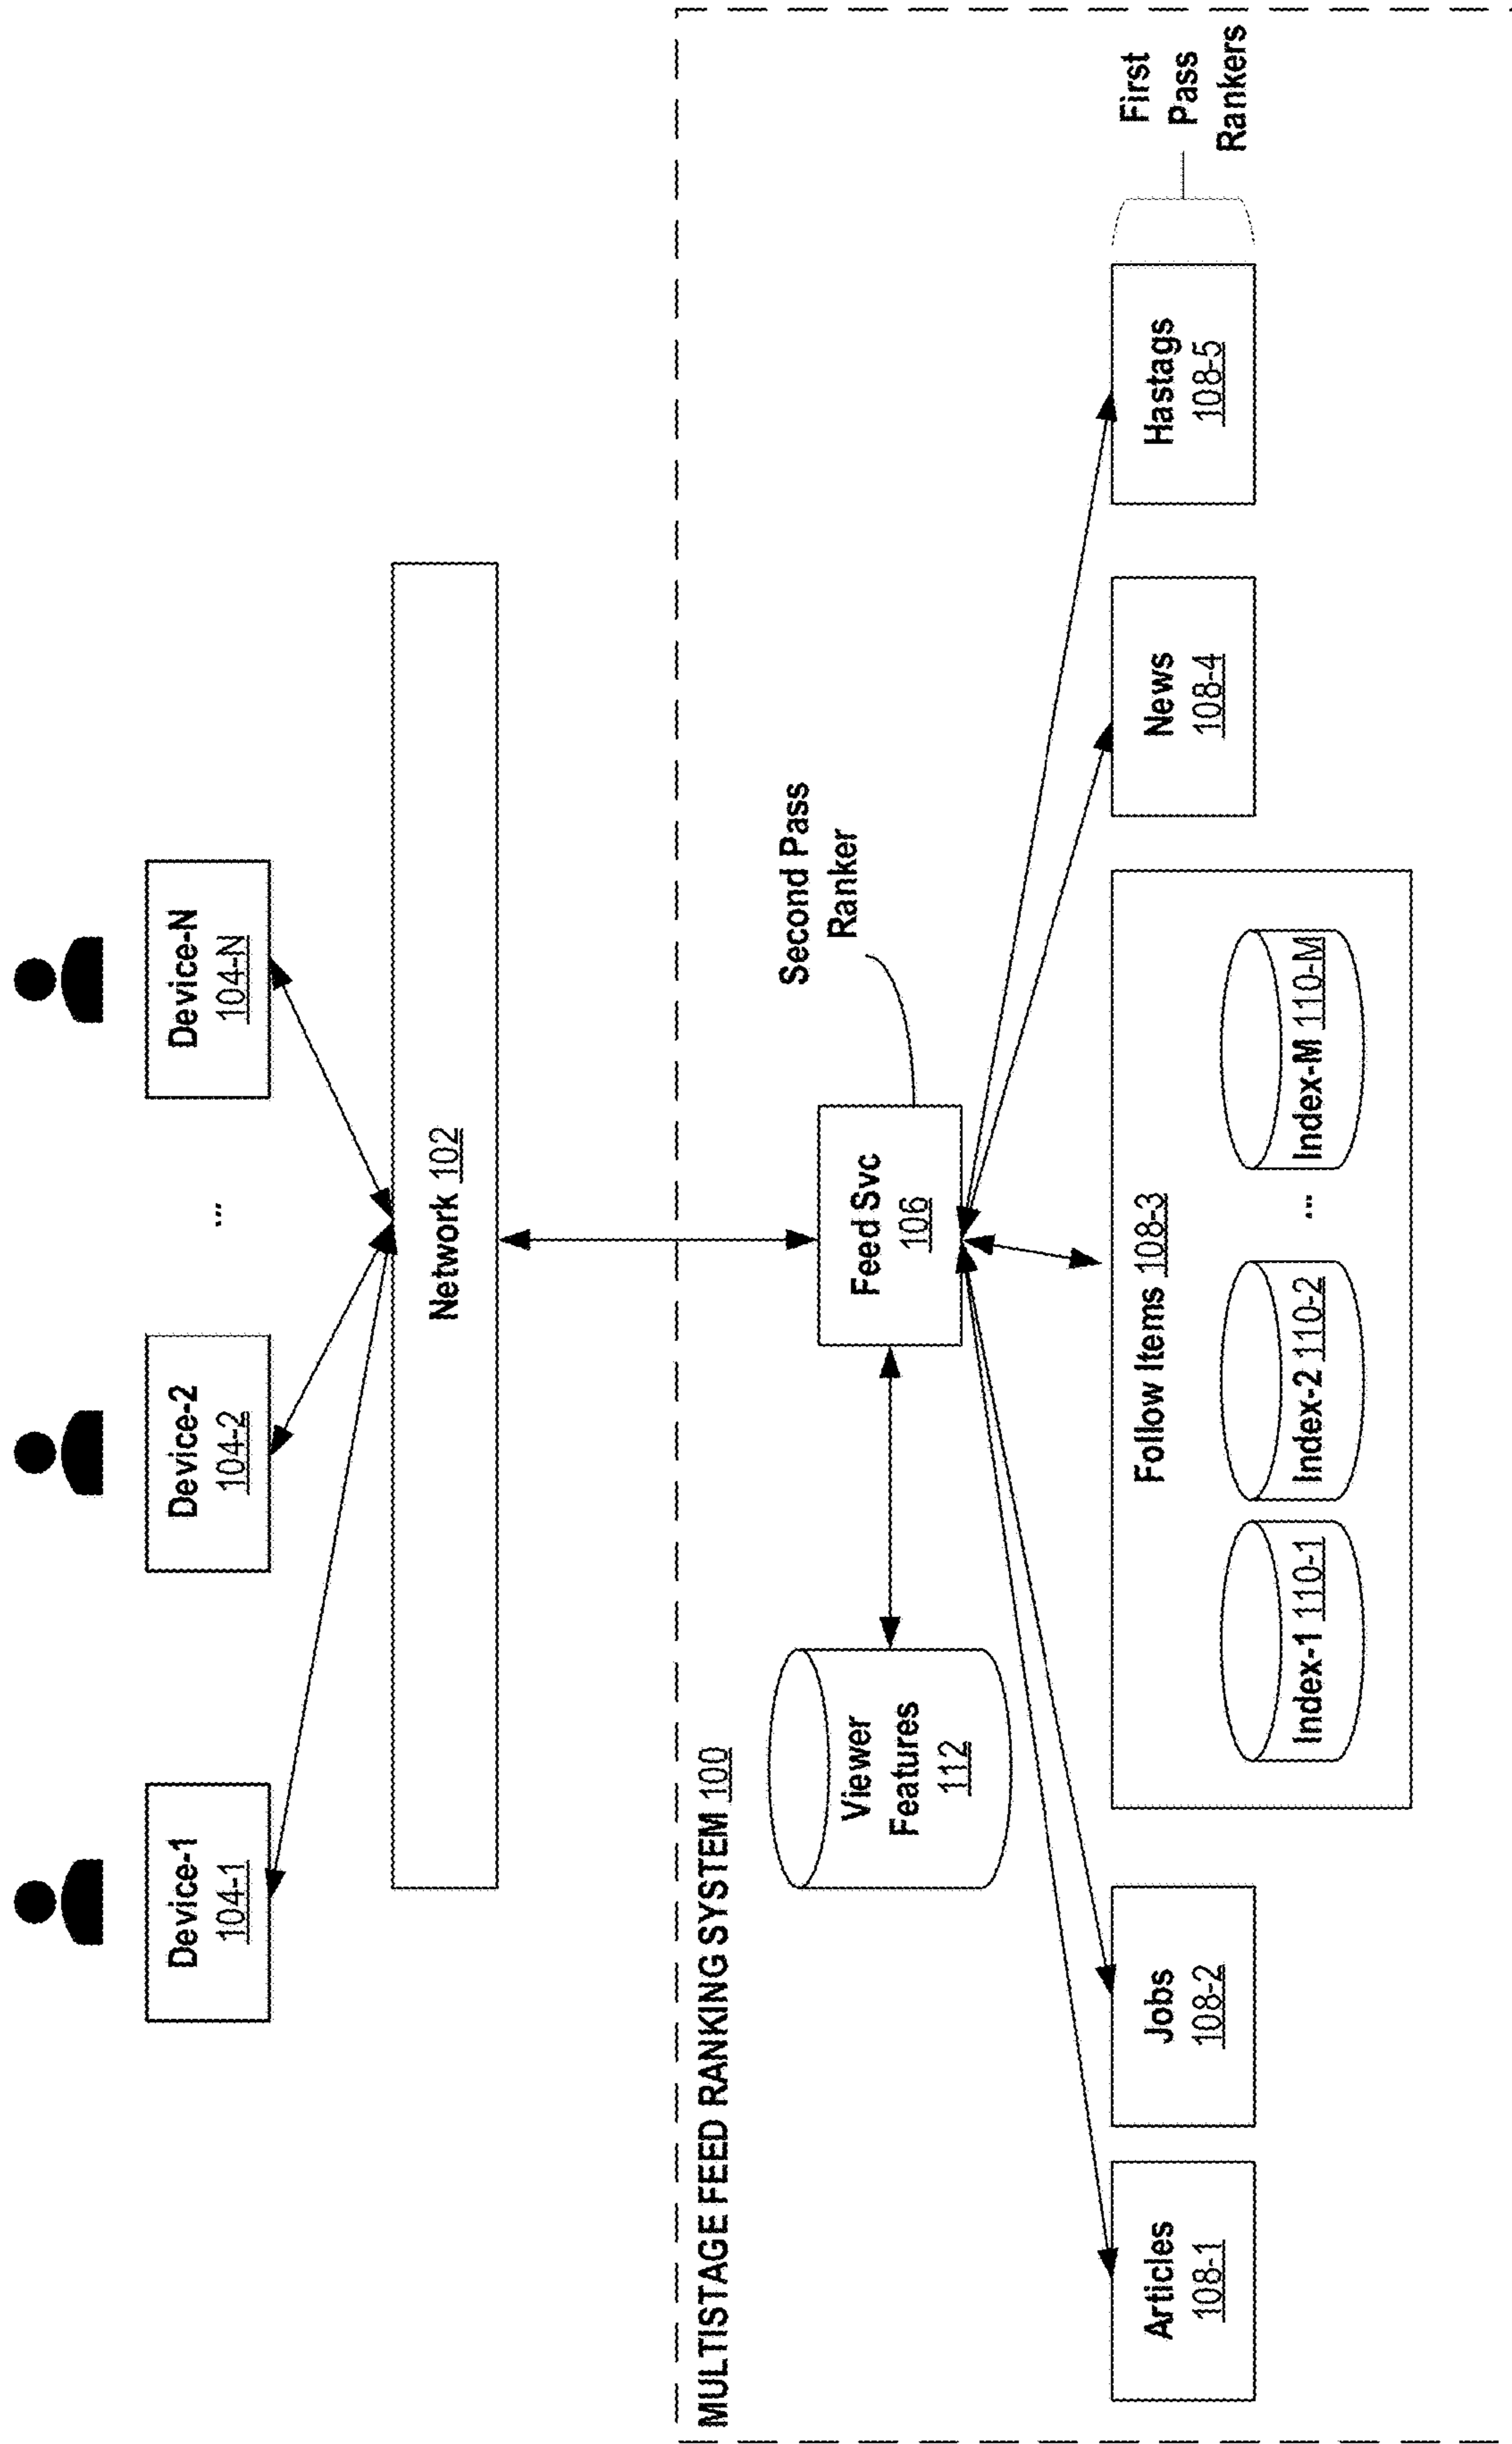 Device-1
104-1
Device-2
104-2
...
Device-N
104-N
Network 102
MULTISTAGE FEED RANKING SYSTEM 100
Viewer
Features
112
Feed Svc
106
Second Pass
Ranker
Articles
108-1
Jobs
108-2
Follow Items 108-3
Index-1 110-1
Index-2 110-2
...
Index-M 110-M
News
108-4
Hastags
108-5
First
Pass
Rankers